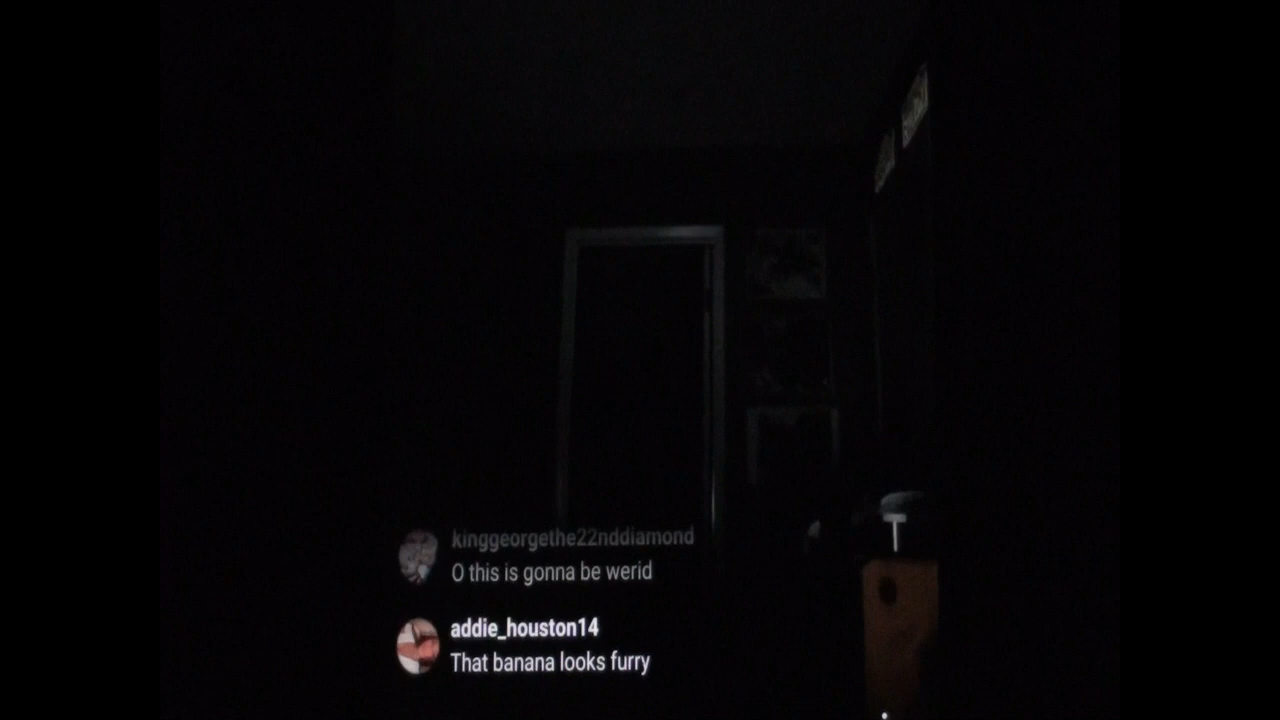 kinggeorgethe22nddiamond
O this is gonna be werid
addie_houston14
That banana looks furry